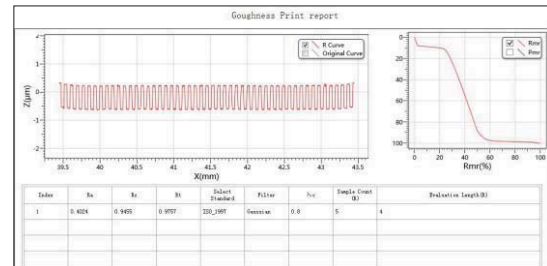 Goughness Print report
R Curve
Original Curve
Z(μm)
2
1
0
-1
-2
39.5 40 40.5 41 41.5 42 42.5 43 43.5
X(mm)
Rmr
Pmr
0
20
40
60
80
100
0 20 40 60 80 100
Rmr(%)
Index Ra Rz Rt Select Standard Filter Sample Count (N) Evaluation Length(N)
1 0.4024 0.9455 0.9757 ISO_1997 Gaussian 0.8 5 4